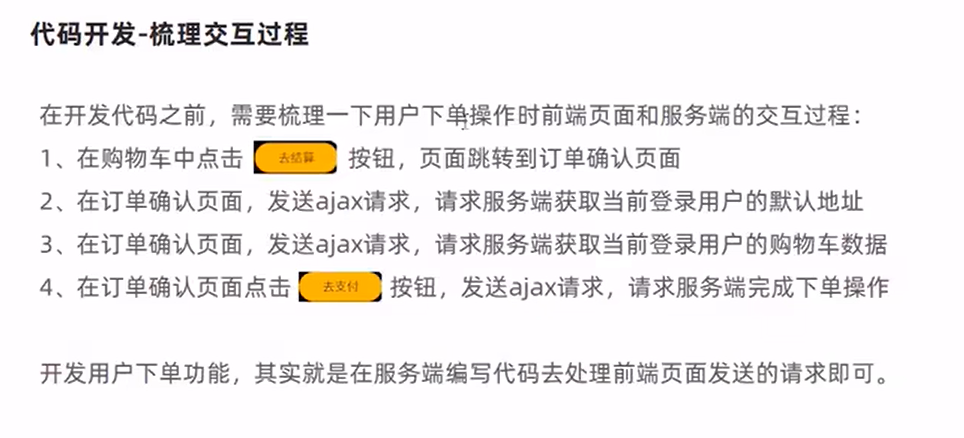 代码开发-梳理交互过程
在开发代码之前，需要梳理一下用户下单操作时前端页面和服务端的交互过程：
1、在购物车中点击 去结算 按钮，页面跳转到订单确认页面
2、在订单确认页面，发送ajax请求，请求服务端获取当前登录用户的默认地址
3、在订单确认页面，发送ajax请求，请求服务端获取当前登录用户的购物车数据
4、在订单确认页面点击 去支付 按钮，发送ajax请求，请求服务端完成下单操作
开发用户下单功能，其实就是在服务端编写代码去处理前端页面发送的请求即可。